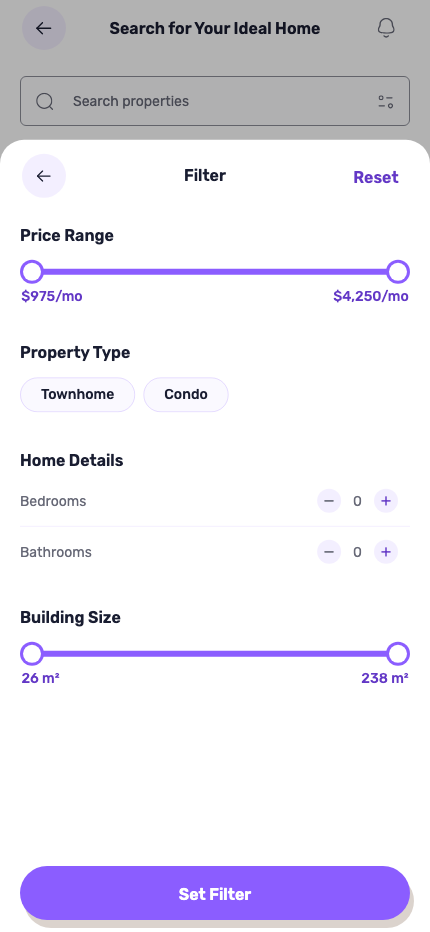 Search for Your Ideal Home
Search properties
Filter
Reset
Price Range
$975/mo
$4,250/mo
Property Type
Townhome
Condo
Home Details
Bedrooms
0
Bathrooms
0
Building Size
26 m²
238 m²
Set Filter